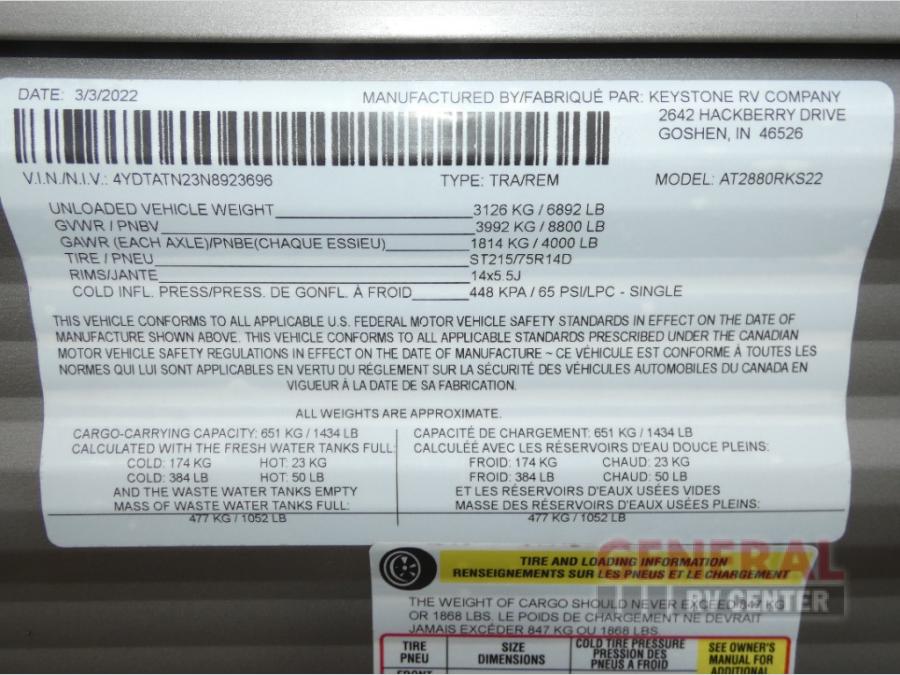 DATE: 3/3/2022
MANUFACTURED BY/FABRIQUÉ PAR: KEYSTONE RV COMPANY
2642 HACKBERRY DRIVE
GOSHEN, IN 46526
V.I.N./N.I.V.: 4YDTATN23N8923696 TYPE: TRA/REM MODEL: AT2880RKS22
UNLOADED VEHICLE WEIGHT 3126 KG / 6892 LB
GVWR / PNBV 3992 KG / 8800 LB
GAWR (EACH AXLE)/PNBE(CHAQUE ESSIEU) 1814 KG / 4000 LB
TIRE / PNEU ST215/75R14D
RIMS/JANTE 14x5.5J
COLD INFL. PRESS/PRESS. DE GONFL. À FROID 448 KPA / 65 PSI/LPC - SINGLE
THIS VEHICLE CONFORMS TO ALL APPLICABLE U.S. FEDERAL MOTOR VEHICLE SAFETY STANDARDS IN EFFECT ON THE DATE OF
MANUFACTURE SHOWN ABOVE. THIS VEHICLE CONFORMS TO ALL APPLICABLE STANDARDS PRESCRIBED UNDER THE CANADIAN
MOTOR VEHICLE SAFETY REGULATIONS IN EFFECT ON THE DATE OF MANUFACTURE ~ CE VÉHICULE EST CONFORME À TOUTES LES
NORMES QUI LUI SONT APPLICABLES EN VERTU DU RÉGLEMENT SUR LA SÉCURITÉ DES VÉHICULES AUTOMOBILES DU CANADA EN
VIGUEUR À LA DATE DE SA FABRICATION.
ALL WEIGHTS ARE APPROXIMATE.
CARGO-CARRYING CAPACITY: 651 KG / 1434 LB
CALCULATED WITH THE FRESH WATER TANKS FULL:
COLD: 174 KG HOT: 23 KG
COLD: 384 LB HOT: 50 LB
AND THE WASTE WATER TANKS EMPTY
MASS OF WASTE WATER TANKS FULL:
477 KG / 1052 LB
CAPACITÉ DE CHARGEMENT: 651 KG / 1434 LB
CALCULÉE AVEC LES RÉSERVOIRS D'EAU DOUCE PLEINS:
FROID: 174 KG CHAUD: 23 KG
FROID: 384 LB CHAUD: 50 LB
ET LES RÉSERVOIRS D'EAUX USÉES VIDES
MASSE DES RÉSERVOIRS D'EAUX USÉES PLEINS:
477 KG / 1052 LB
TIRE AND LOADING INFORMATION
RENSEIGNEMENTS SUR LES PNEUS ET LE CHARGEMENT
THE WEIGHT OF CARGO SHOULD NEVER EXCEED 847 KG
OR 1868 LBS. LE POIDS DE CHARGEMENT NE DEVRAIT
JAMAIS EXCÉDER 847 KG OU 1868 LBS.
TIRE
PNEU
SIZE
DIMENSIONS
COLD TIRE PRESSURE
PRESSION DES
PNEUS A FROID
SEE OWNER'S
MANUAL FOR
ADDITIONAL
FRONT
GENERAL
RV CENTER